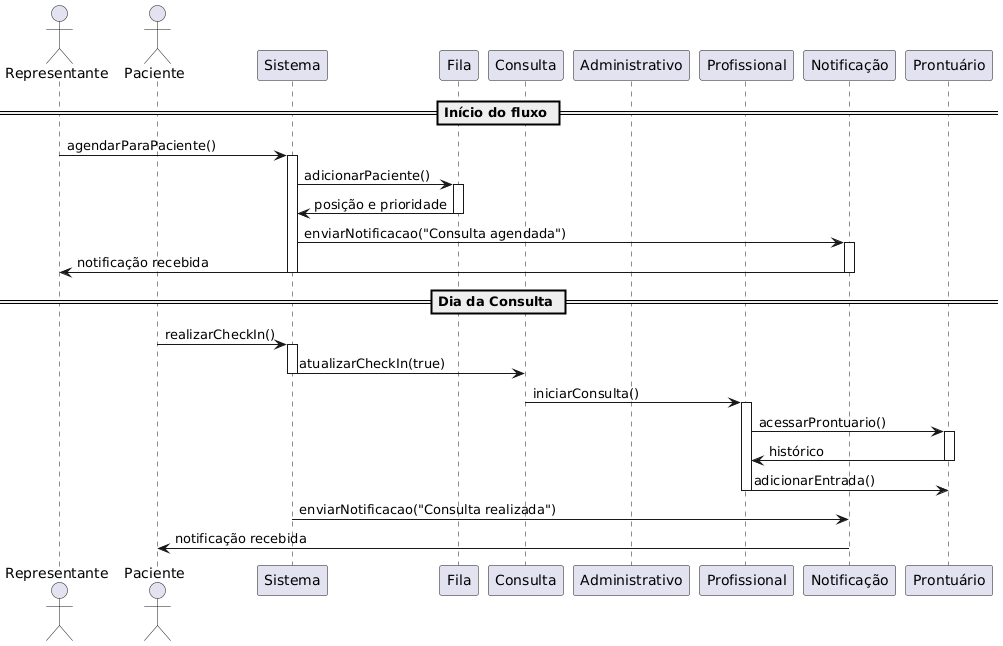 Representante
Paciente
Sistema
Fila
Consulta
Administrativo
Profissional
Notificação
Prontuário
Início do fluxo
agendarParaPaciente()
adicionarPaciente()
posição e prioridade
enviarNotificacao("Consulta agendada")
notificação recebida
Dia da Consulta
realizarCheckIn()
atualizarCheckIn(true)
iniciarConsulta()
acessarProntuario()
histórico
adicionarEntrada()
enviarNotificacao("Consulta realizada")
notificação recebida
Representante
Paciente
Sistema
Fila
Consulta
Administrativo
Profissional
Notificação
Prontuário